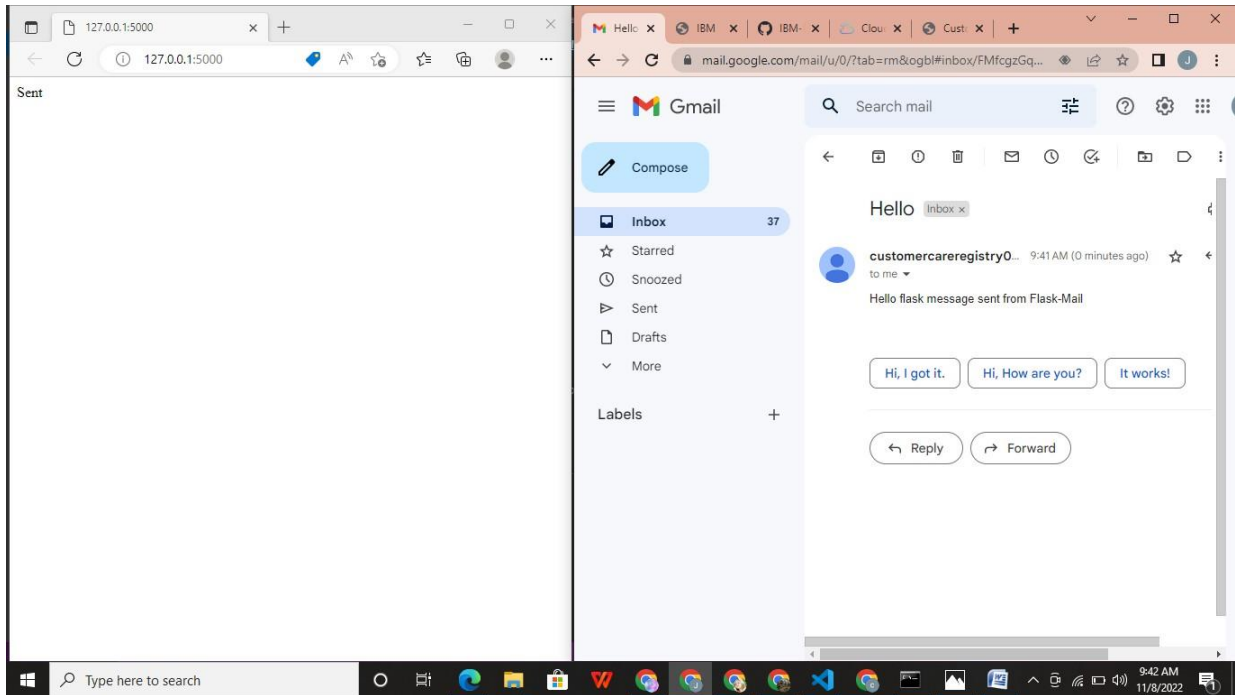 127.0.0.1:5000
127.0.0.1:5000
Sent
Hello
IBM
IBM-
Clou
Cust
mail.google.com/mail/u/0/?tab=rm&ogbl#inbox/FMfcgzGq...
J
Gmail
Search mail
Compose
Inbox 37
Starred
Snoozed
Sent
Drafts
More
Labels
Hello Inbox x
customercareregistry0... 9:41 AM (0 minutes ago)
to me
Hello flask message sent from Flask-Mail
Hi, I got it. Hi, How are you? It works!
Reply Forward
Type here to search
9:42 AM
11/8/2022